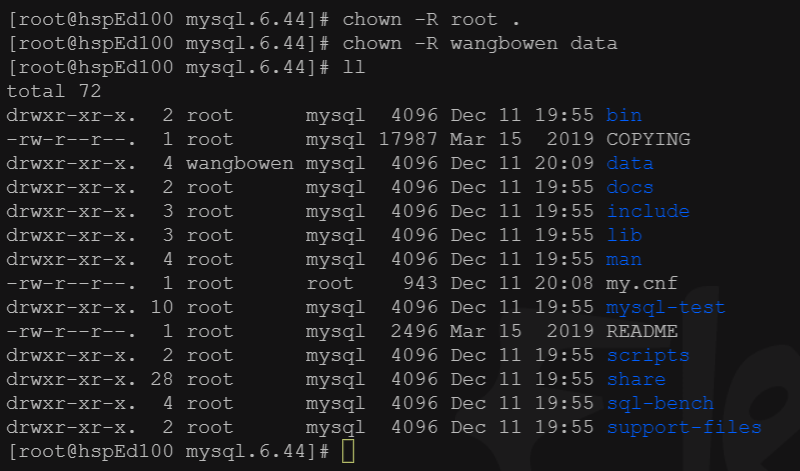 [root@hspEd100 mysql.6.44]# chown -R root .
[root@hspEd100 mysql.6.44]# chown -R wangbowen data
[root@hspEd100 mysql.6.44]# ll
total 72
drwxr-xr-x.  2 root      mysql  4096 Dec 11 19:55 bin
-rw-r--r--.  1 root      mysql 17987 Mar 15  2019 COPYING
drwxr-xr-x.  4 wangbowen mysql  4096 Dec 11 20:09 data
drwxr-xr-x.  2 root      mysql  4096 Dec 11 19:55 docs
drwxr-xr-x.  3 root      mysql  4096 Dec 11 19:55 include
drwxr-xr-x.  3 root      mysql  4096 Dec 11 19:55 lib
drwxr-xr-x.  4 root      mysql  4096 Dec 11 19:55 man
-rw-r--r--.  1 root      root    943 Dec 11 20:08 my.cnf
drwxr-xr-x. 10 root      mysql  4096 Dec 11 19:55 mysql-test
-rw-r--r--.  1 root      mysql  2496 Mar 15  2019 README
drwxr-xr-x.  2 root      mysql  4096 Dec 11 19:55 scripts
drwxr-xr-x. 28 root      mysql  4096 Dec 11 19:55 share
drwxr-xr-x.  4 root      mysql  4096 Dec 11 19:55 sql-bench
drwxr-xr-x.  2 root      mysql  4096 Dec 11 19:55 support-files
[root@hspEd100 mysql.6.44]#